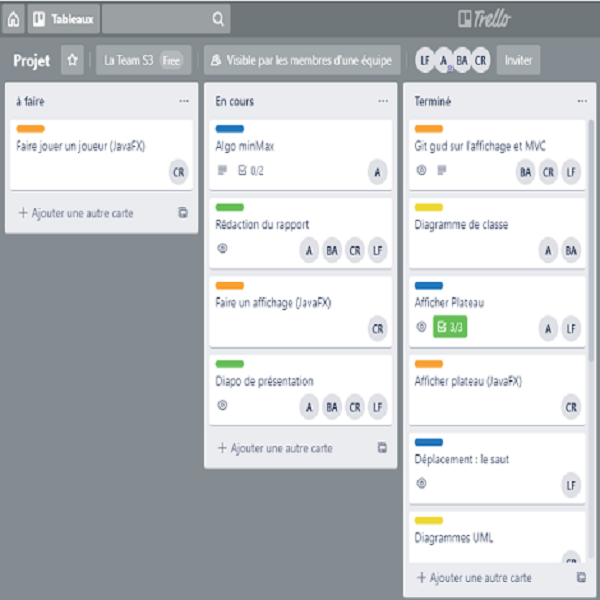 Tableaux
Trello
Projet
La Team S3 Free
Visible par les membres d'une équipe
LF A BA CR
Inviter
à faire ...
Faire jouer un joueur (JavaFX)
CR
+ Ajouter une autre carte
En cours ...
Algo minMax
0/2
A
Rédaction du rapport
A BA CR LF
Faire un affichage (JavaFX)
CR
Diapo de présentation
A BA CR LF
+ Ajouter une autre carte
Terminé ...
Git gud sur l'affichage et MVC
BA CR LF
Diagramme de classe
A BA
Afficher Plateau
3/3
A LF
Afficher plateau (JavaFX)
CR
Déplacement : le saut
LF
Diagrammes UML
CR
+ Ajouter une autre carte